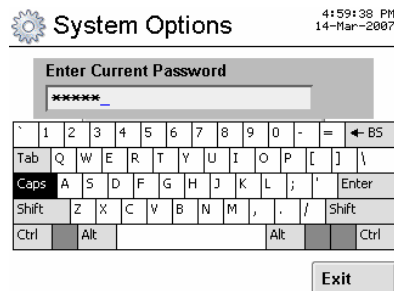 System Options
4:59:38 PM
14-Mar-2007
Enter Current Password
*****_
` 1 2 3 4 5 6 7 8 9 0 - = ← BS
Tab Q W E R T Y U I O P [ ] \
Caps A S D F G H J K L ; ' Enter
Shift Z X C V B N M , . / Shift
Ctrl Alt Alt Ctrl
Exit